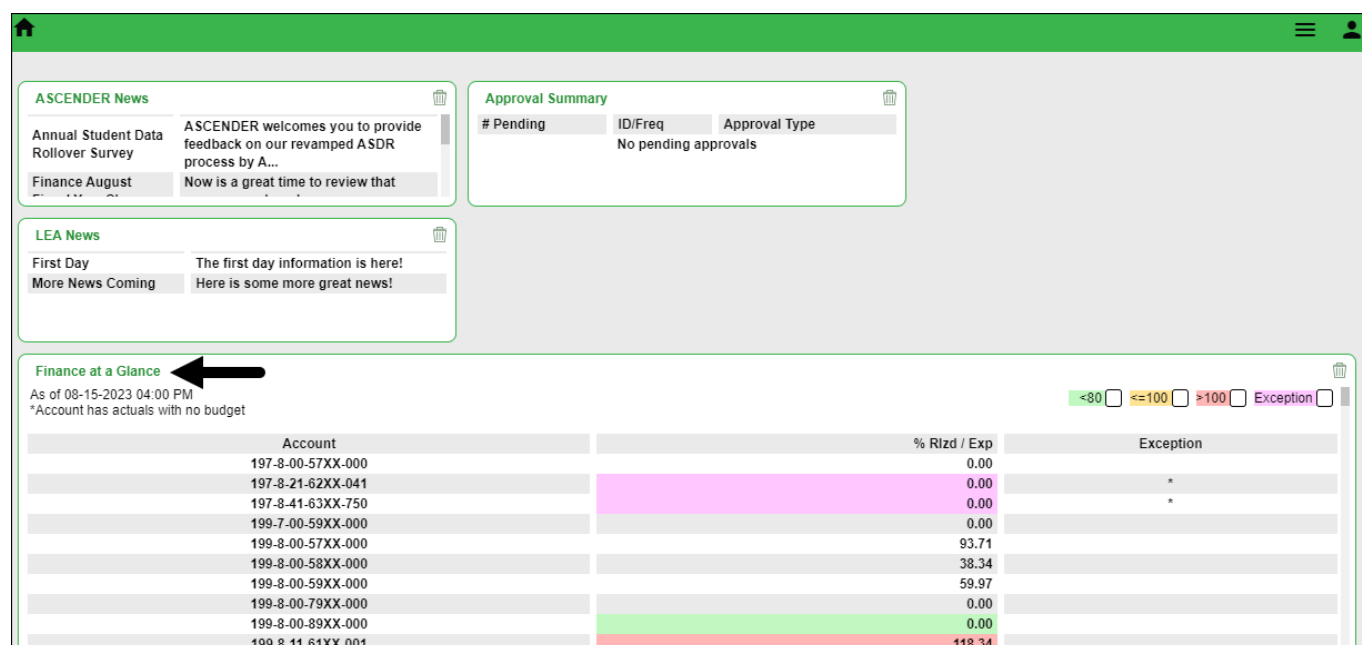 ASCENDER News
Annual Student Data
Rollover Survey
ASCENDER welcomes you to provide
feedback on our revamped ASDR
process by A...
Finance August
Now is a great time to review that
Approval Summary
# Pending ID/Freq Approval Type
No pending approvals
LEA News
First Day The first day information is here!
More News Coming Here is some more great news!
Finance at a Glance
As of 08-15-2023 04:00 PM
*Account has actuals with no budget
<80 <=100 >100 Exception
Account % Rlzd / Exp Exception
197-8-00-57XX-000 0.00
197-8-21-62XX-041 0.00 *
197-8-41-63XX-750 0.00 *
199-7-00-59XX-000 0.00
199-8-00-57XX-000 93.71
199-8-00-58XX-000 38.34
199-8-00-59XX-000 59.97
199-8-00-79XX-000 0.00
199-8-00-89XX-000 0.00
199-8-11-61XX-001 118.34